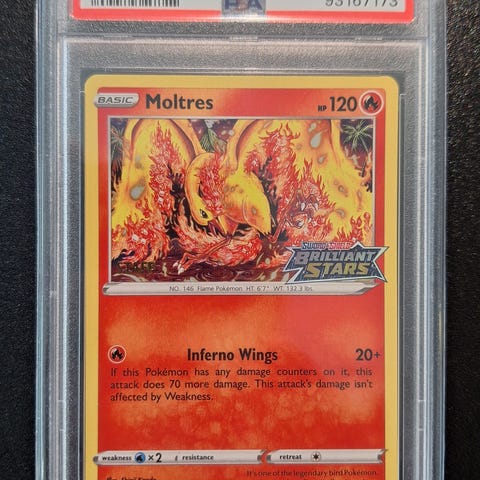 93167173
BASIC Moltres HP 120
BRILLIANT
STARS
NO. 146 Flame Pokémon HT: 6'7" WT: 132.3 lbs.
Inferno Wings 20+
If this Pokémon has any damage counters on it, this
attack does 70 more damage. This attack's damage isn't
affected by Weakness.
weakness ×2 resistance retreat
It's one of the legendary bird Pokémon.